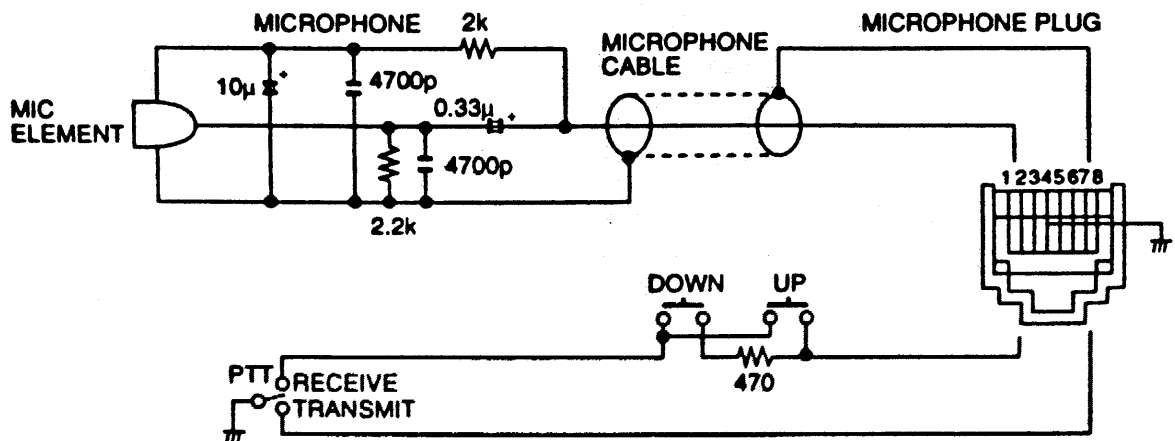 MICROPHONE
2k
MICROPHONE
CABLE
MICROPHONE PLUG
10μ
+
4700p
0.33μ
+
MIC
ELEMENT
4700p
2.2k
12345678
DOWN
UP
470
PTT
RECEIVE
TRANSMIT